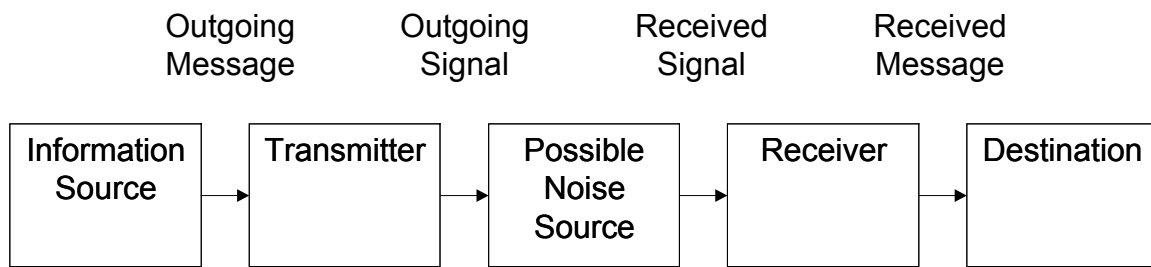 Outgoing Message
Outgoing Signal
Received Signal
Received Message
Information Source
Transmitter
Possible Noise Source
Receiver
Destination